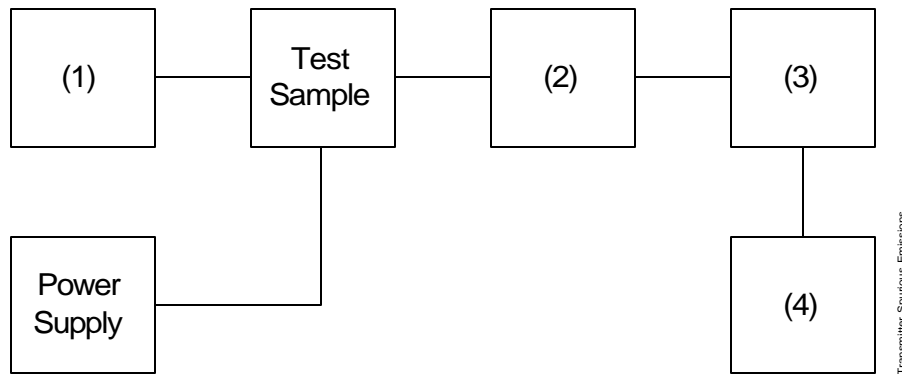 (1)
Test
Sample
(2)
(3)
Power
Supply
(4)
Transmitter Spurious Emissions